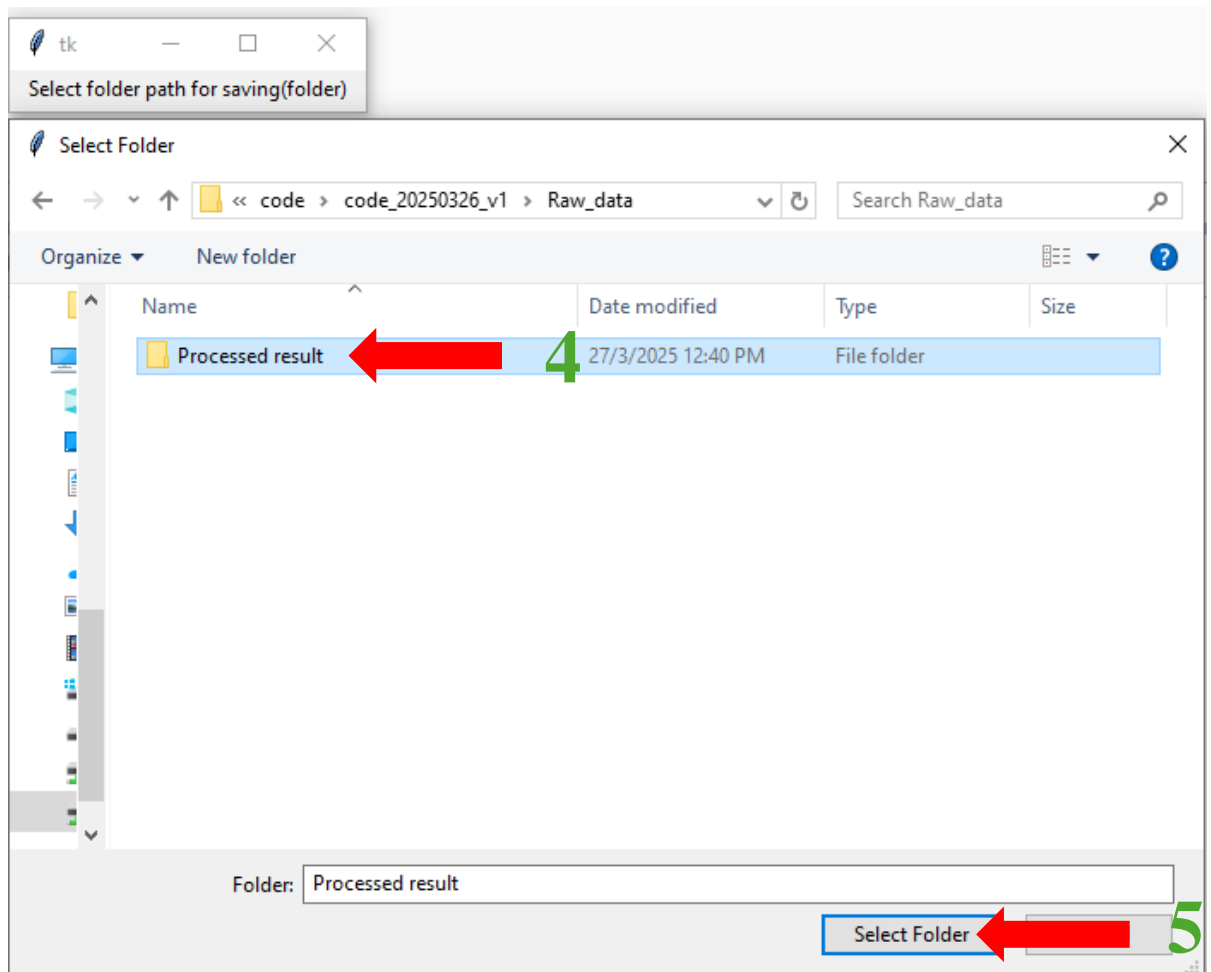 tk
Select folder path for saving(folder)
Select Folder
« code › code_20250326_v1 › Raw_data
Search Raw_data
Organize
New folder
Name
Date modified
Type
Size
Processed result
4
27/3/2025 12:40 PM
File folder
Folder:
Processed result
Select Folder
5